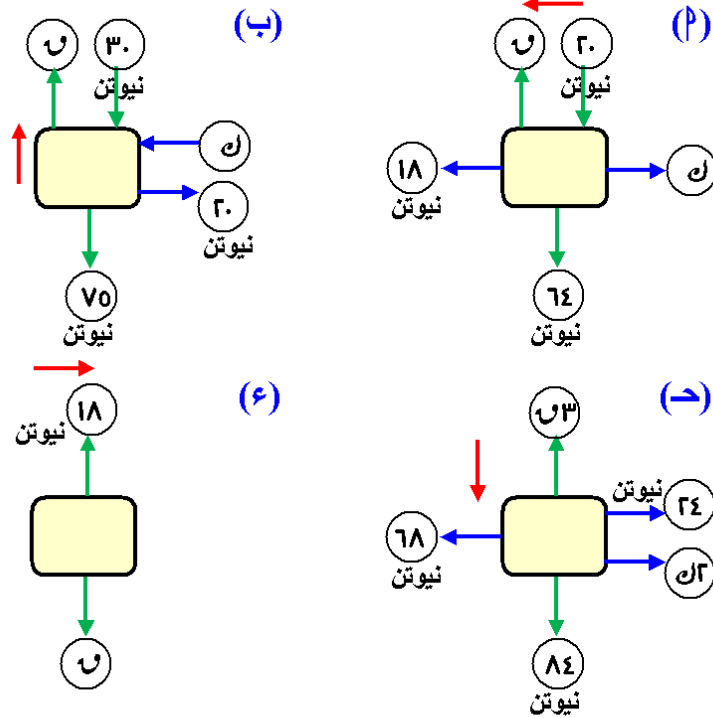 (أ)
٢٠
نيوتن
ق
١٨
نيوتن
ك
٦٤
نيوتن
(ب)
٣٠
نيوتن
ق
ك
٢٠
نيوتن
٧٥
نيوتن
(حـ)
٣ق
نيوتن
٢٤
٢ك
٦٨
نيوتن
٨٤
نيوتن
(ء)
١٨
نيوتن
ق